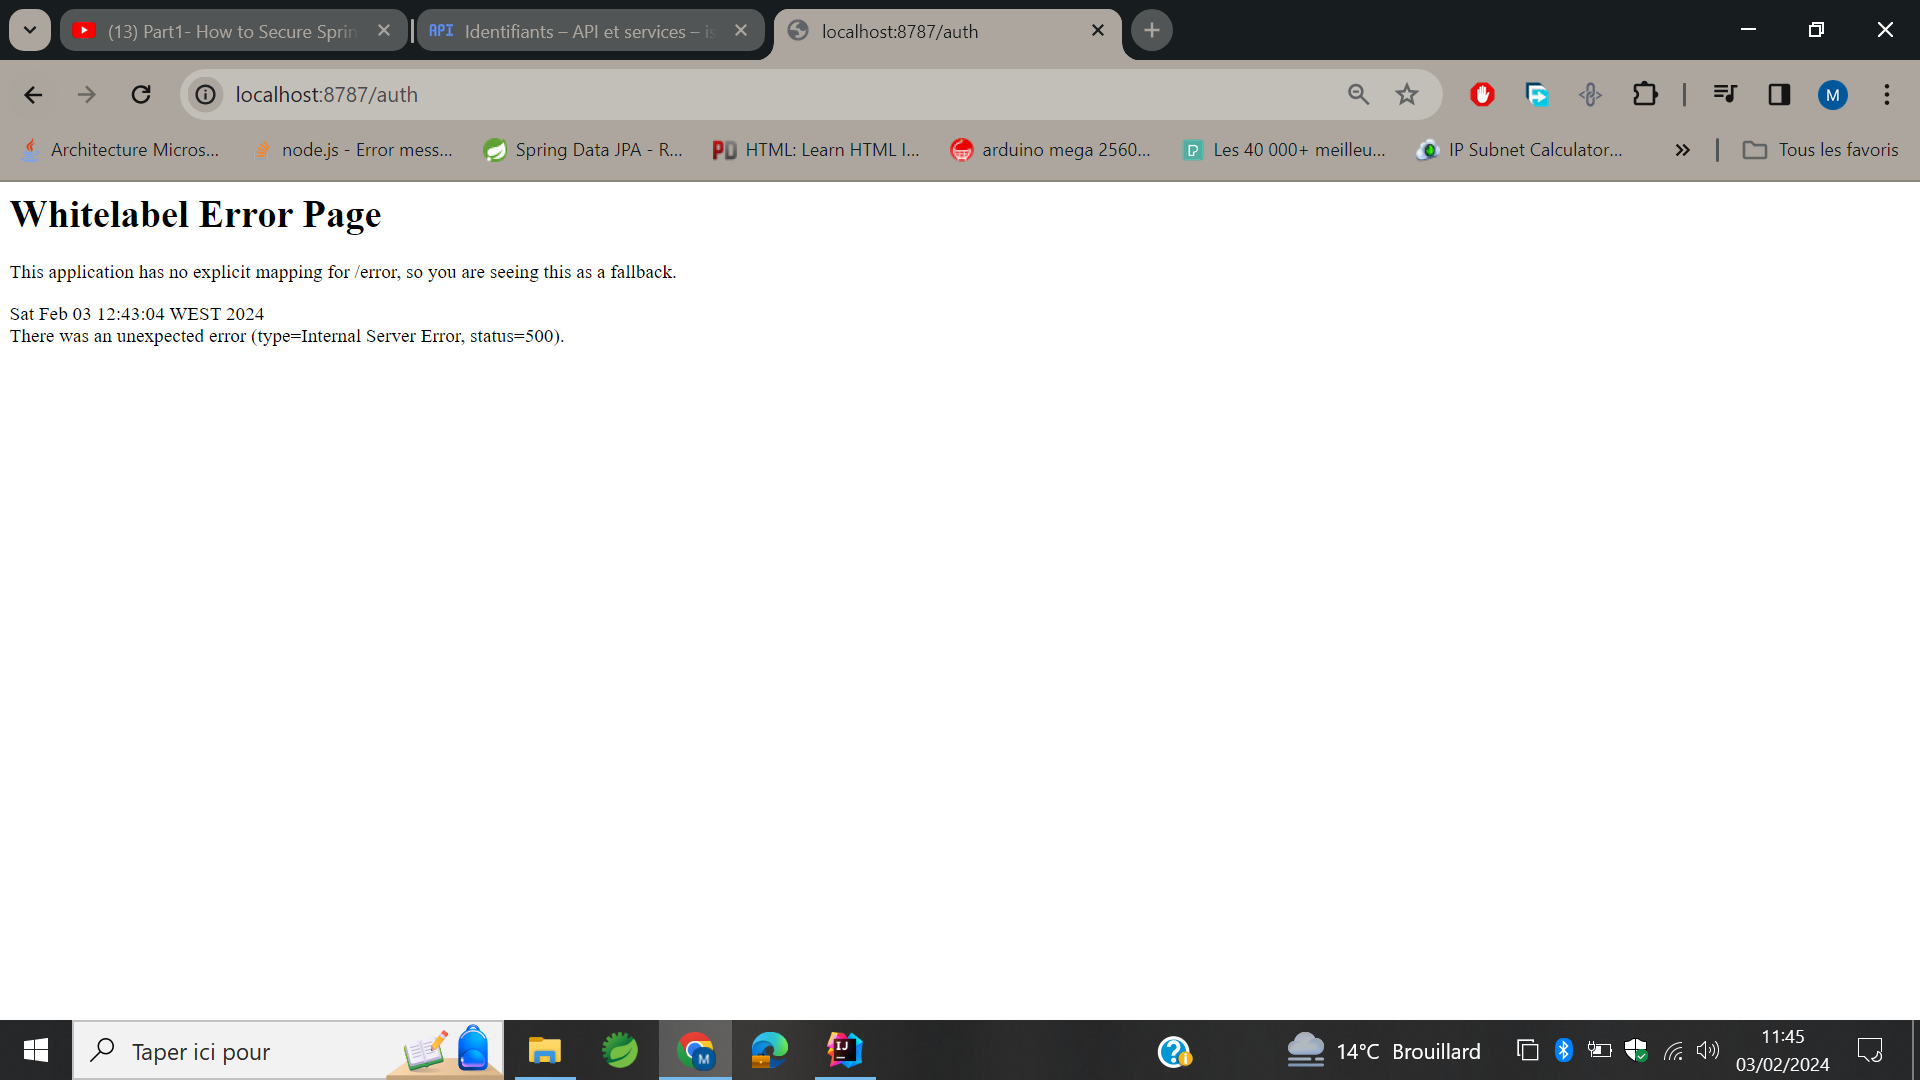 (13) Part1- How to Secure Sprin
API Identifiants – API et services – is
localhost:8787/auth
localhost:8787/auth
Architecture Micros...
node.js - Error mess...
Spring Data JPA - R...
PD HTML: Learn HTML I...
arduino mega 2560...
Les 40 000+ meilleu...
IP Subnet Calculator...
Tous les favoris
M
Whitelabel Error Page
This application has no explicit mapping for /error, so you are seeing this as a fallback.
Sat Feb 03 12:43:04 WEST 2024
There was an unexpected error (type=Internal Server Error, status=500).
Taper ici pour
M
IJ
14°C Brouillard
11:45
03/02/2024